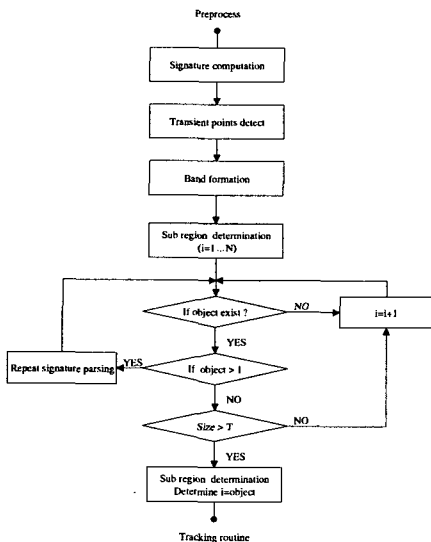 Preprocess
Signature computation
Transient points detect
Band formation
Sub region determination
(i=1 ... N)
If object exist ?
NO
i=i+1
YES
Repeat signature parsing
YES
If object > 1
NO
Size > T
NO
YES
Sub region determination
Determine i=object
Tracking routine